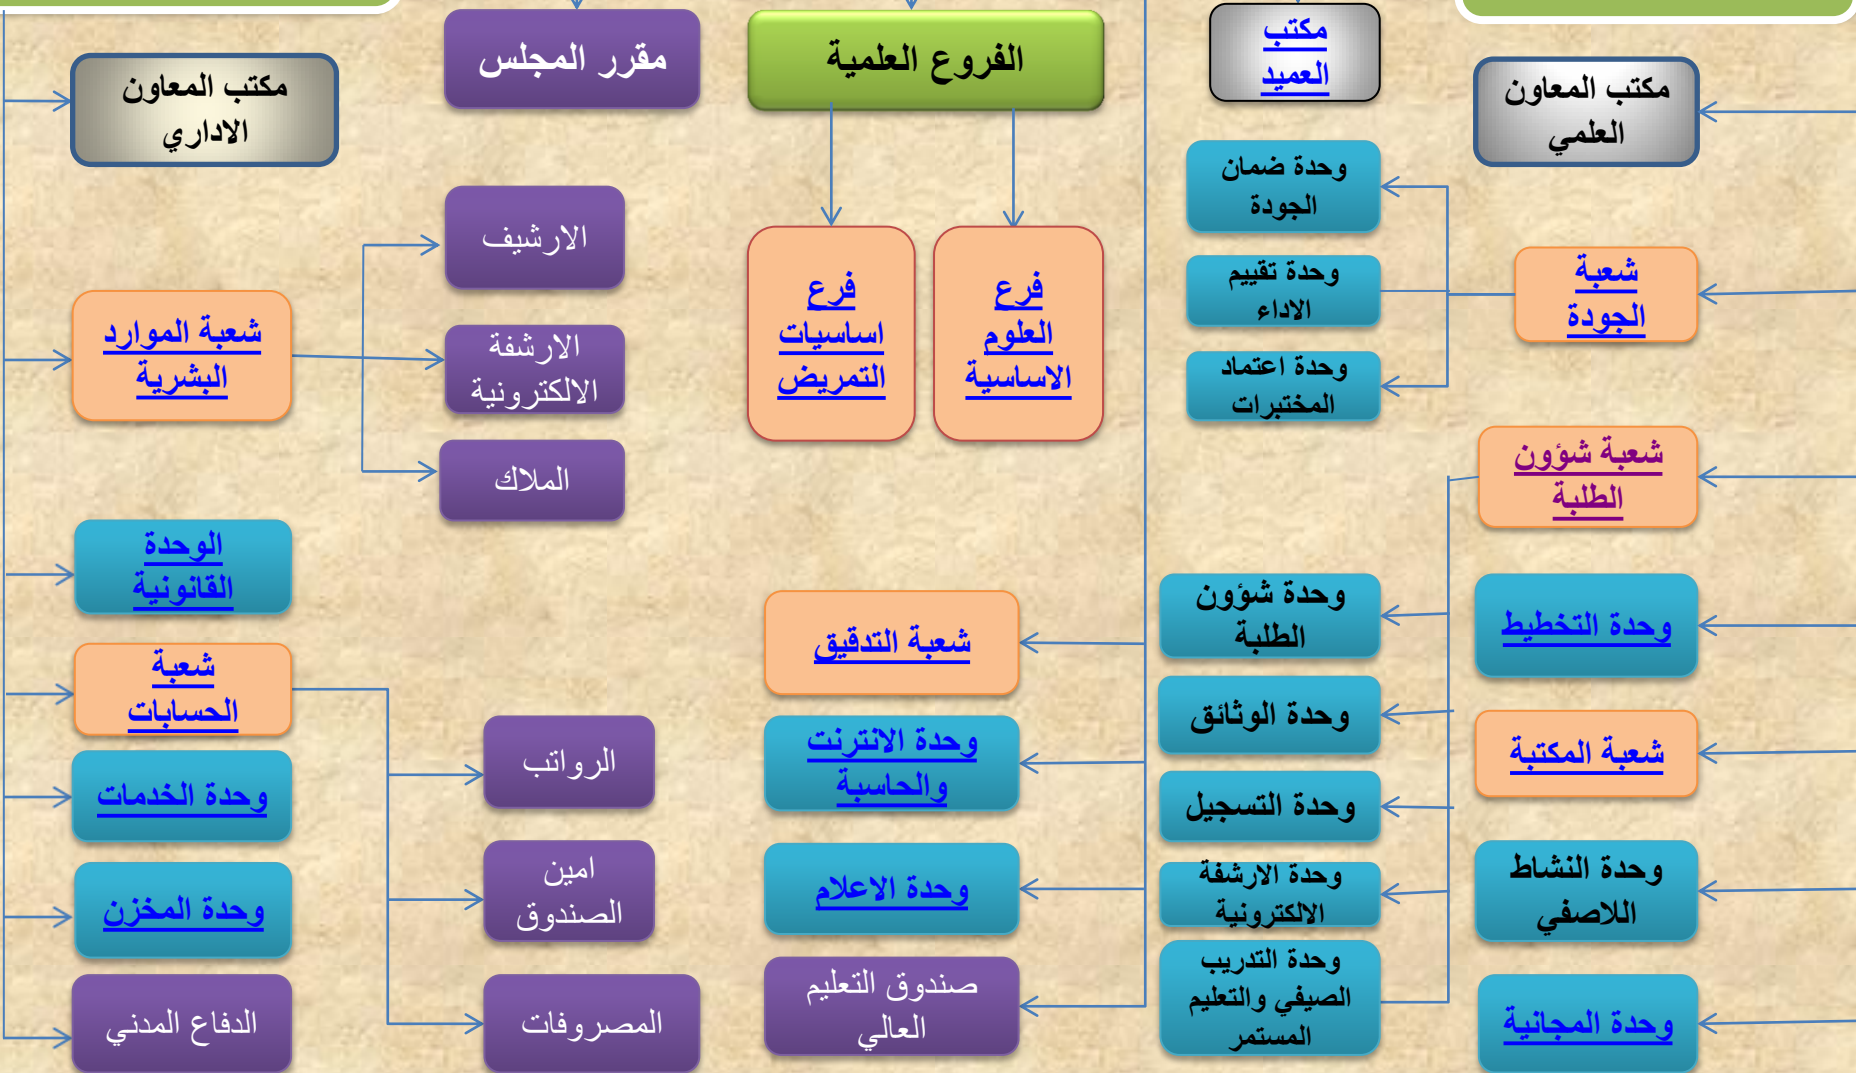 مكتب
العميد
الفروع العلمية
مقرر المجلس
مكتب المعاون
العلمي
مكتب المعاون
الاداري
شعبة
الجودة
وحدة ضمان
الجودة
وحدة تقييم
الاداء
وحدة اعتماد
المختبرات
شعبة شؤون
الطلبة
وحدة شؤون
الطلبة
وحدة الوثائق
وحدة التسجيل
وحدة الارشفة
الالكترونية
وحدة التدريب
الصيفي والتعليم
المستمر
وحدة التخطيط
شعبة المكتبة
وحدة النشاط
اللاصفي
وحدة المجانية
فرع
العلوم
الاساسية
فرع
اساسيات
التمريض
شعبة التدقيق
وحدة الانترنت
والحاسبة
وحدة الاعلام
صندوق التعليم
العالي
شعبة الموارد
البشرية
الارشيف
الارشفة
الالكترونية
الملاك
الوحدة
القانونية
شعبة
الحسابات
الرواتب
امين
الصندوق
المصروفات
وحدة الخدمات
وحدة المخزن
الدفاع المدني